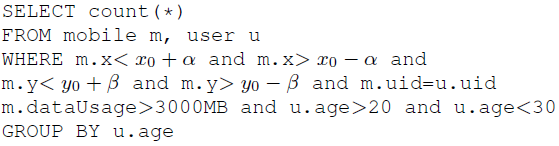 SELECT count(*)
FROM mobile m, user u
WHERE m.x< x₀ + α and m.x> x₀ − α and
m.y< y₀ + β and m.y> y₀ − β and m.uid=u.uid
m.dataUsage>3000MB and u.age>20 and u.age<30
GROUP BY u.age